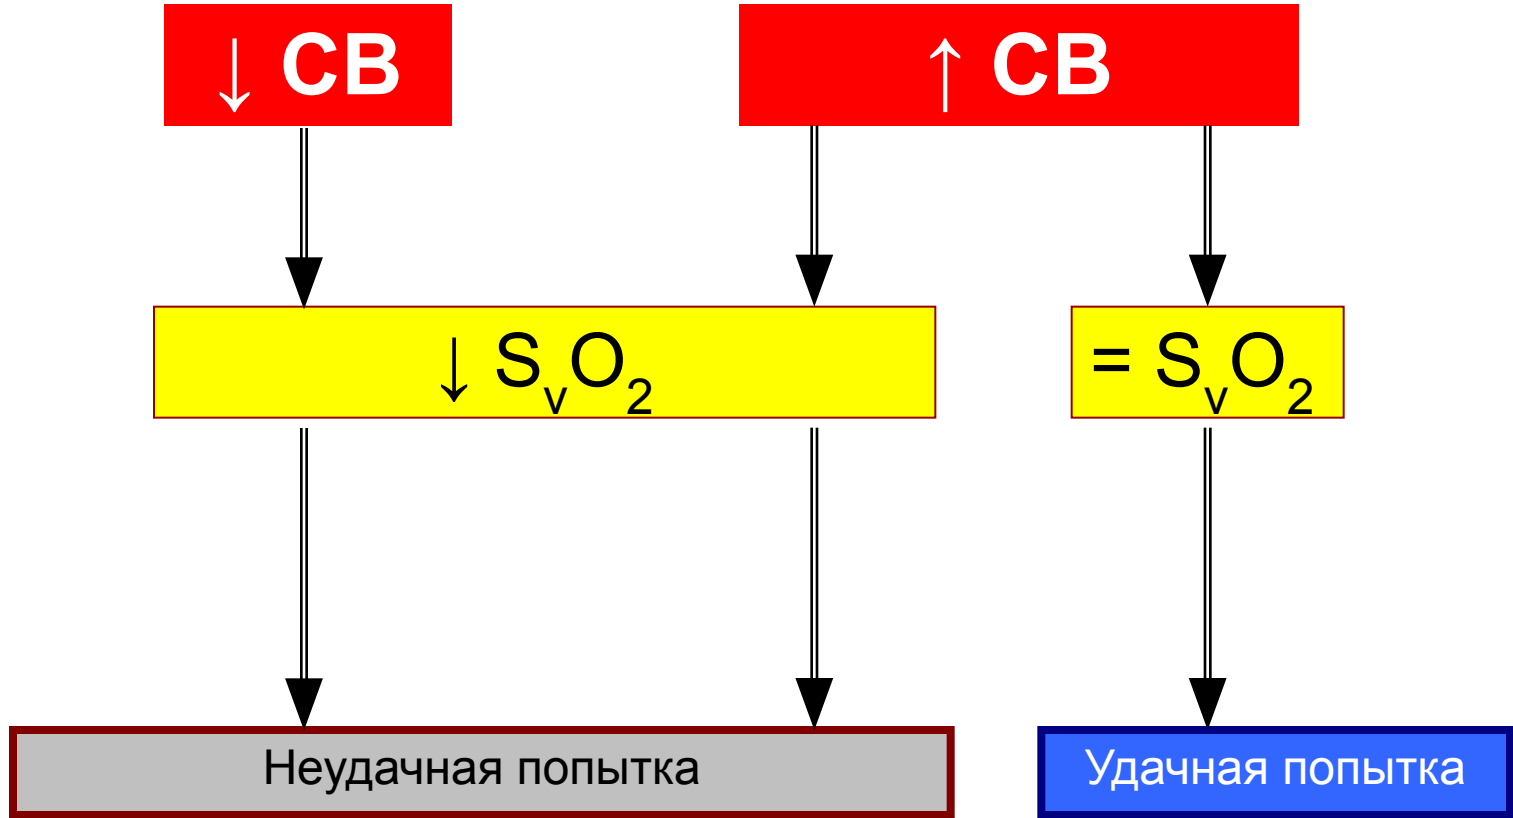 ↓ СВ
↑ СВ
↓ SvO2
= SvO2
Неудачная попытка
Удачная попытка